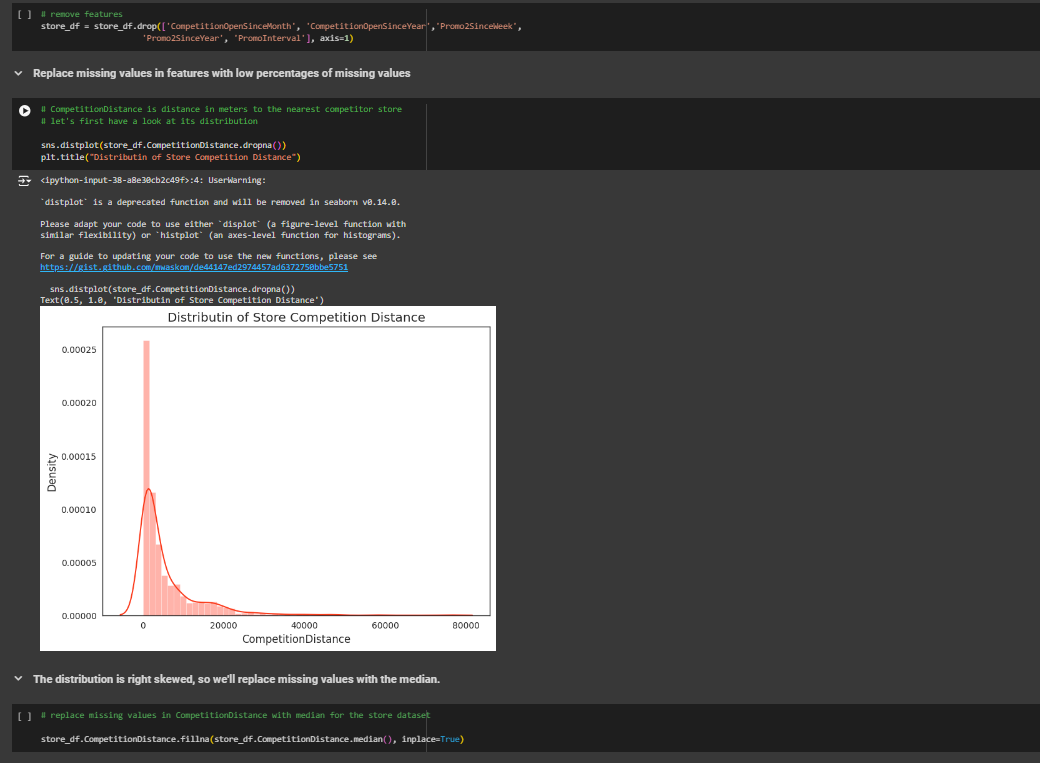 [ ] # remove features
store_df = store_df.drop(['CompetitionOpenSinceMonth', 'CompetitionOpenSinceYear','Promo2SinceWeek',
'Promo2SinceYear', 'PromoInterval'], axis=1)
Replace missing values in features with low percentages of missing values
# CompetitionDistance is distance in meters to the nearest competitor store
# let's first have a look at its distribution
sns.distplot(store_df.CompetitionDistance.dropna())
plt.title("Distributin of Store Competition Distance")
<ipython-input-38-a8e30cb2c49f>:4: UserWarning:
`distplot` is a deprecated function and will be removed in seaborn v0.14.0.
Please adapt your code to use either `displot` (a figure-level function with
similar flexibility) or `histplot` (an axes-level function for histograms).
For a guide to updating your code to use the new functions, please see
https://gist.github.com/mwaskom/de44147ed2974457ad6372750bbe5751
sns.distplot(store_df.CompetitionDistance.dropna())
Text(0.5, 1.0, 'Distributin of Store Competition Distance')
Distributin of Store Competition Distance
0.00025
0.00020
0.00015
0.00010
0.00005
0.00000
Density
0 20000 40000 60000 80000
CompetitionDistance
The distribution is right skewed, so we'll replace missing values with the median.
[ ] # replace missing values in CompetitionDistance with median for the store dataset
store_df.CompetitionDistance.fillna(store_df.CompetitionDistance.median(), inplace=True)